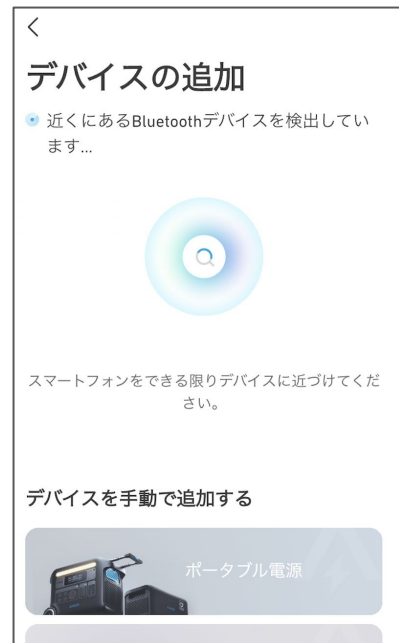 デバイスの追加
近くにあるBluetoothデバイスを検出してい
ます...
スマートフォンをできる限りデバイスに近づけてくだ
さい。
デバイスを手動で追加する
ポータブル電源